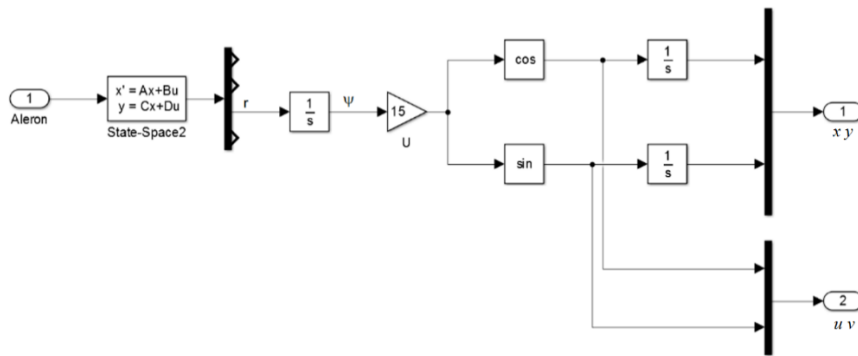 1
Aleron
x' = Ax+Bu
y = Cx+Du
State-Space2
r
1
s
ψ
15
U
cos
sin
1
s
1
s
1
x y
2
u v